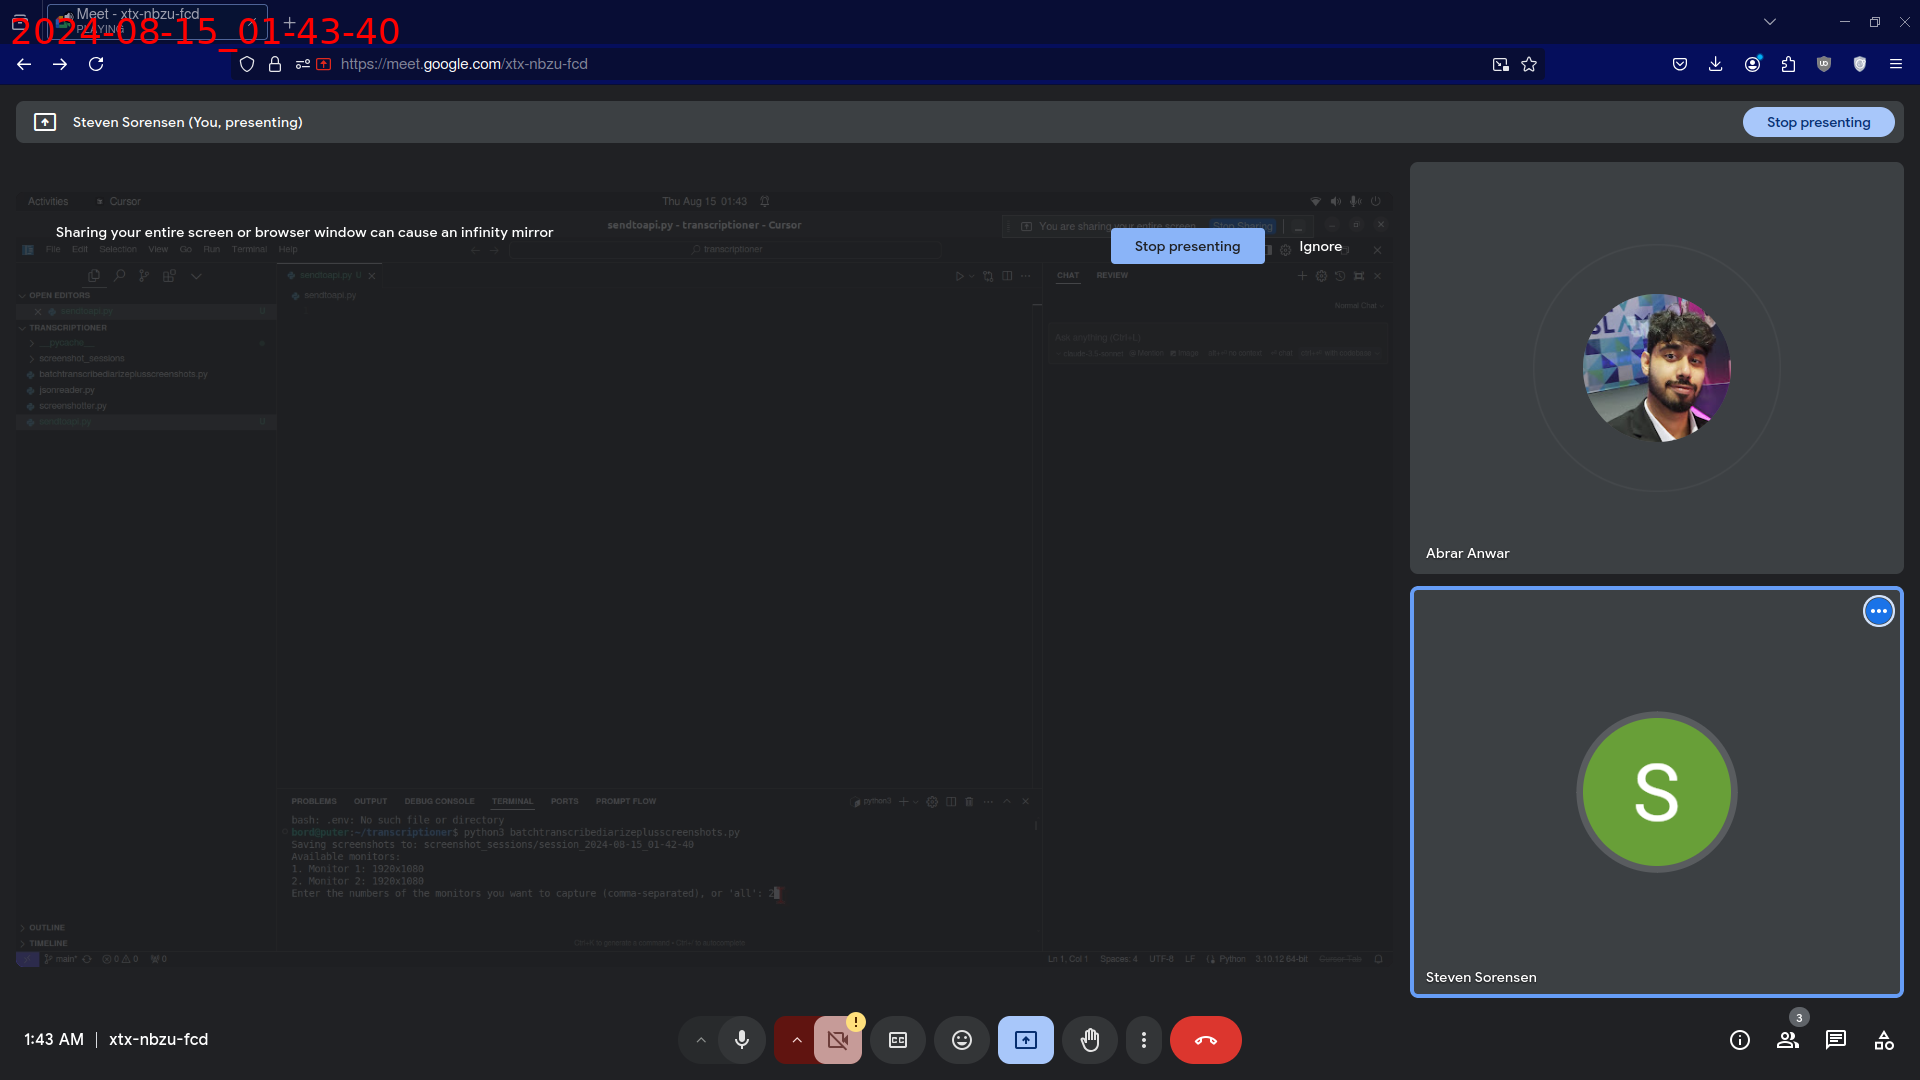 Meet - xtx-nbzu-fcd
PLAYING
2024-08-15_01-43-40
https://meet.google.com/xtx-nbzu-fcd
Steven Sorensen (You, presenting)
Stop presenting
Activities
Cursor
Thu Aug 15 01:43
sendtoapi.py - transcriptioner - Cursor
You are sharing your entire screen
Stop Sharing
Sharing your entire screen or browser window can cause an infinity mirror
Stop presenting
Ignore
File Edit Selection View Go Run Terminal Help
transcriptioner
sendtoapi.py U
CHAT REVIEW
OPEN EDITORS
sendtoapi.py
sendtoapi.py U
Normal Chat
TRANSCRIPTIONER
__pycache__
Ask anything (Ctrl+L)
screenshot_sessions
batchtranscribediarizeplusscreenshots.py
jsonreader.py
screenshotter.py
sendtoapi.py U
Abrar Anwar
PROBLEMS OUTPUT DEBUG CONSOLE TERMINAL PORTS PROMPT FLOW
python3
bash: .env: No such file or directory
bord@puter:~/transcriptioner$ python3 batchtranscribediarizeplusscreenshots.py
Saving screenshots to: screenshot_sessions/session_2024-08-15_01-42-40
Available monitors:
1. Monitor 1: 1920x1080
2. Monitor 2: 1920x1080
Enter the numbers of the monitors you want to capture (comma-separated), or 'all': 2
OUTLINE
TIMELINE
main* 0 0 0
Ln 1, Col 1 Spaces: 4 UTF-8 LF Python 3.10.12 64-bit Cursor Tab
S
Steven Sorensen
1:43 AM | xtx-nbzu-fcd
3